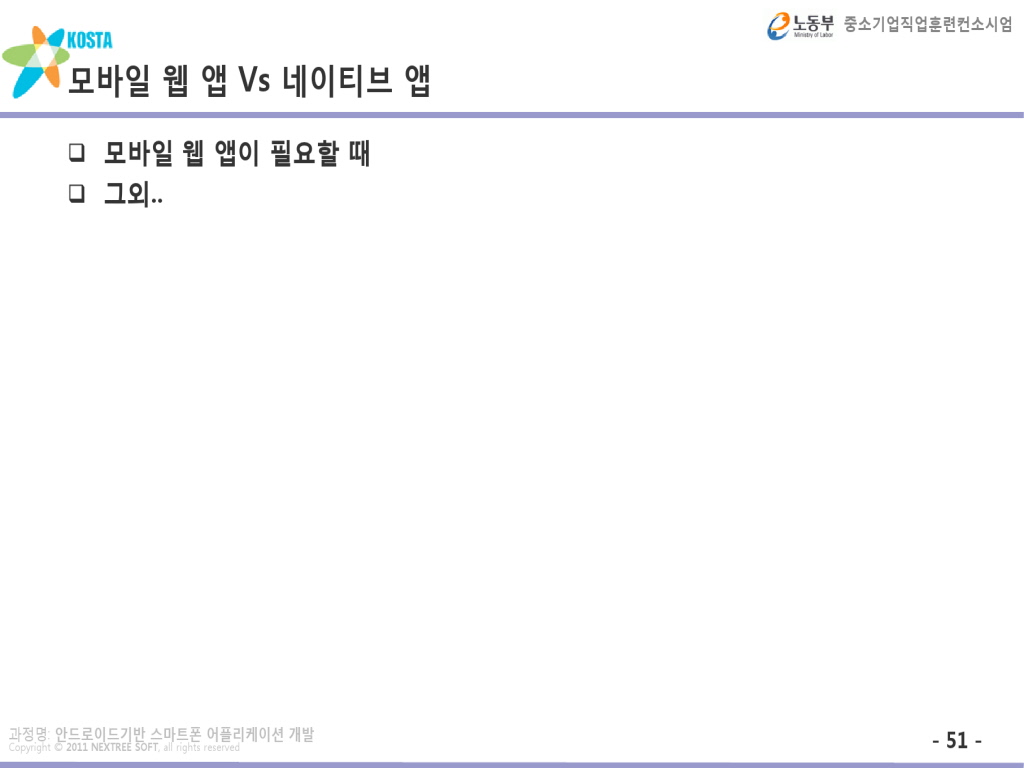 노동부 중소기업직업훈련컨소시엄
Ministry of Labor
KOSTA
모바일 웹 앱 Vs 네이티브 앱
❑ 모바일 웹 앱이 필요할 때
❑ 그외..
과정명: 안드로이드기반 스마트폰 어플리케이션 개발
Copyright © 2011 NEXTREE SOFT, all rights reserved
- 51 -